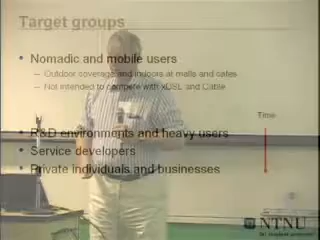 Target groups
• Nomadic and mobile users
– Outdoor coverage and indoors at malls and cafes
– Not intended to compete with xDSL and Cable
Time
• R&D environments and heavy users
• Service developers
• Private individuals and businesses
NTNU